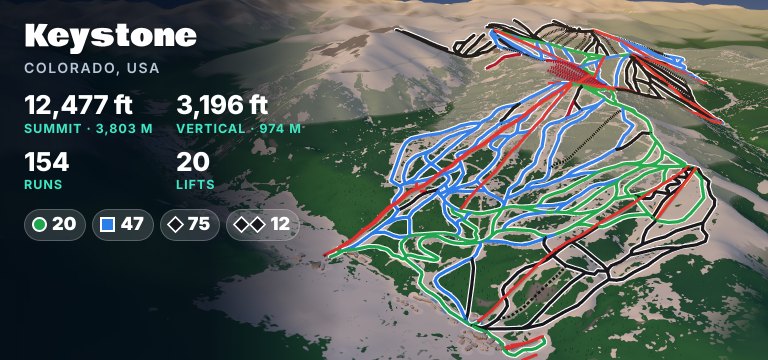 Keystone
COLORADO, USA
12,477 ft 3,196 ft
SUMMIT · 3,803 M VERTICAL · 974 M
154 20
RUNS LIFTS
20 47 75 12